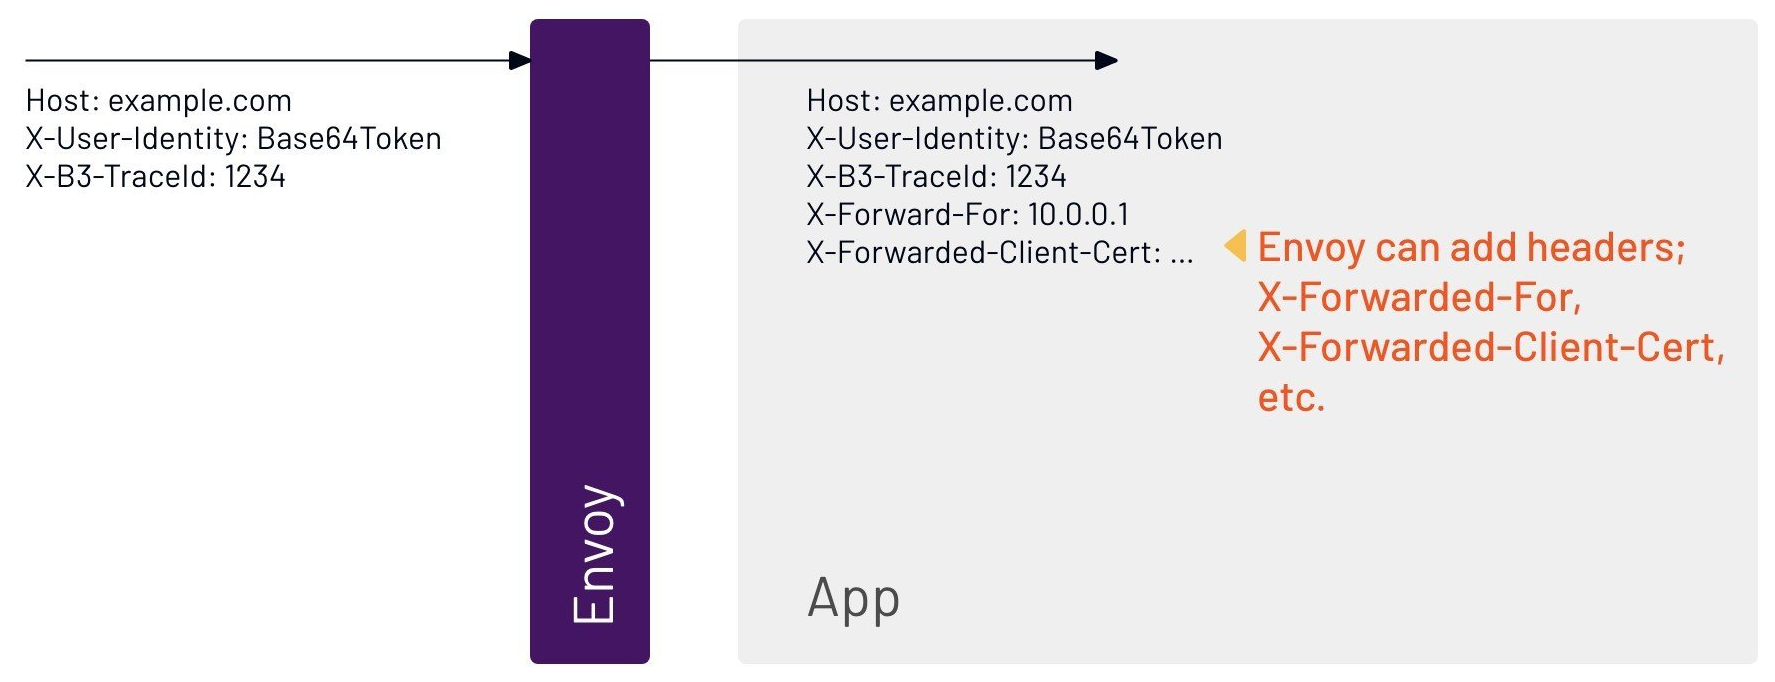 Host: example.com
X-User-Identity: Base64Token
X-B3-TraceId: 1234
Envoy
Host: example.com
X-User-Identity: Base64Token
X-B3-TraceId: 1234
X-Forward-For: 10.0.0.1
X-Forwarded-Client-Cert: ...
Envoy can add headers;
X-Forwarded-For,
X-Forwarded-Client-Cert,
etc.
App